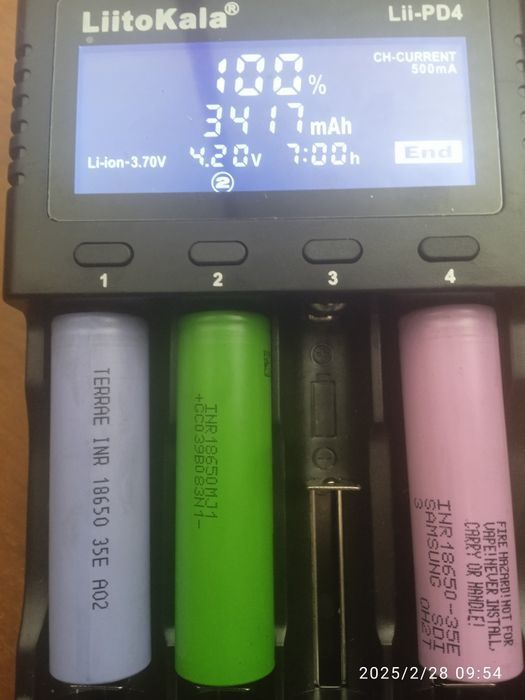 LiitoKala®
Lii-PD4
100%
CH-CURRENT
500mA
3417mAh
Li-ion-3.70V 4.20V 7:00h End
2
1 2 3 4
TERRAE INR 18650 35E A02
INR18650MJ1
+CC039B083N1-
FIRE HAZARD! NOT FOR
VAPE! NEVER INSTALL,
CARRY OR HANDLE!
INR18650-35E
SAMSUNG SDI
3
2025/2/28 09:54